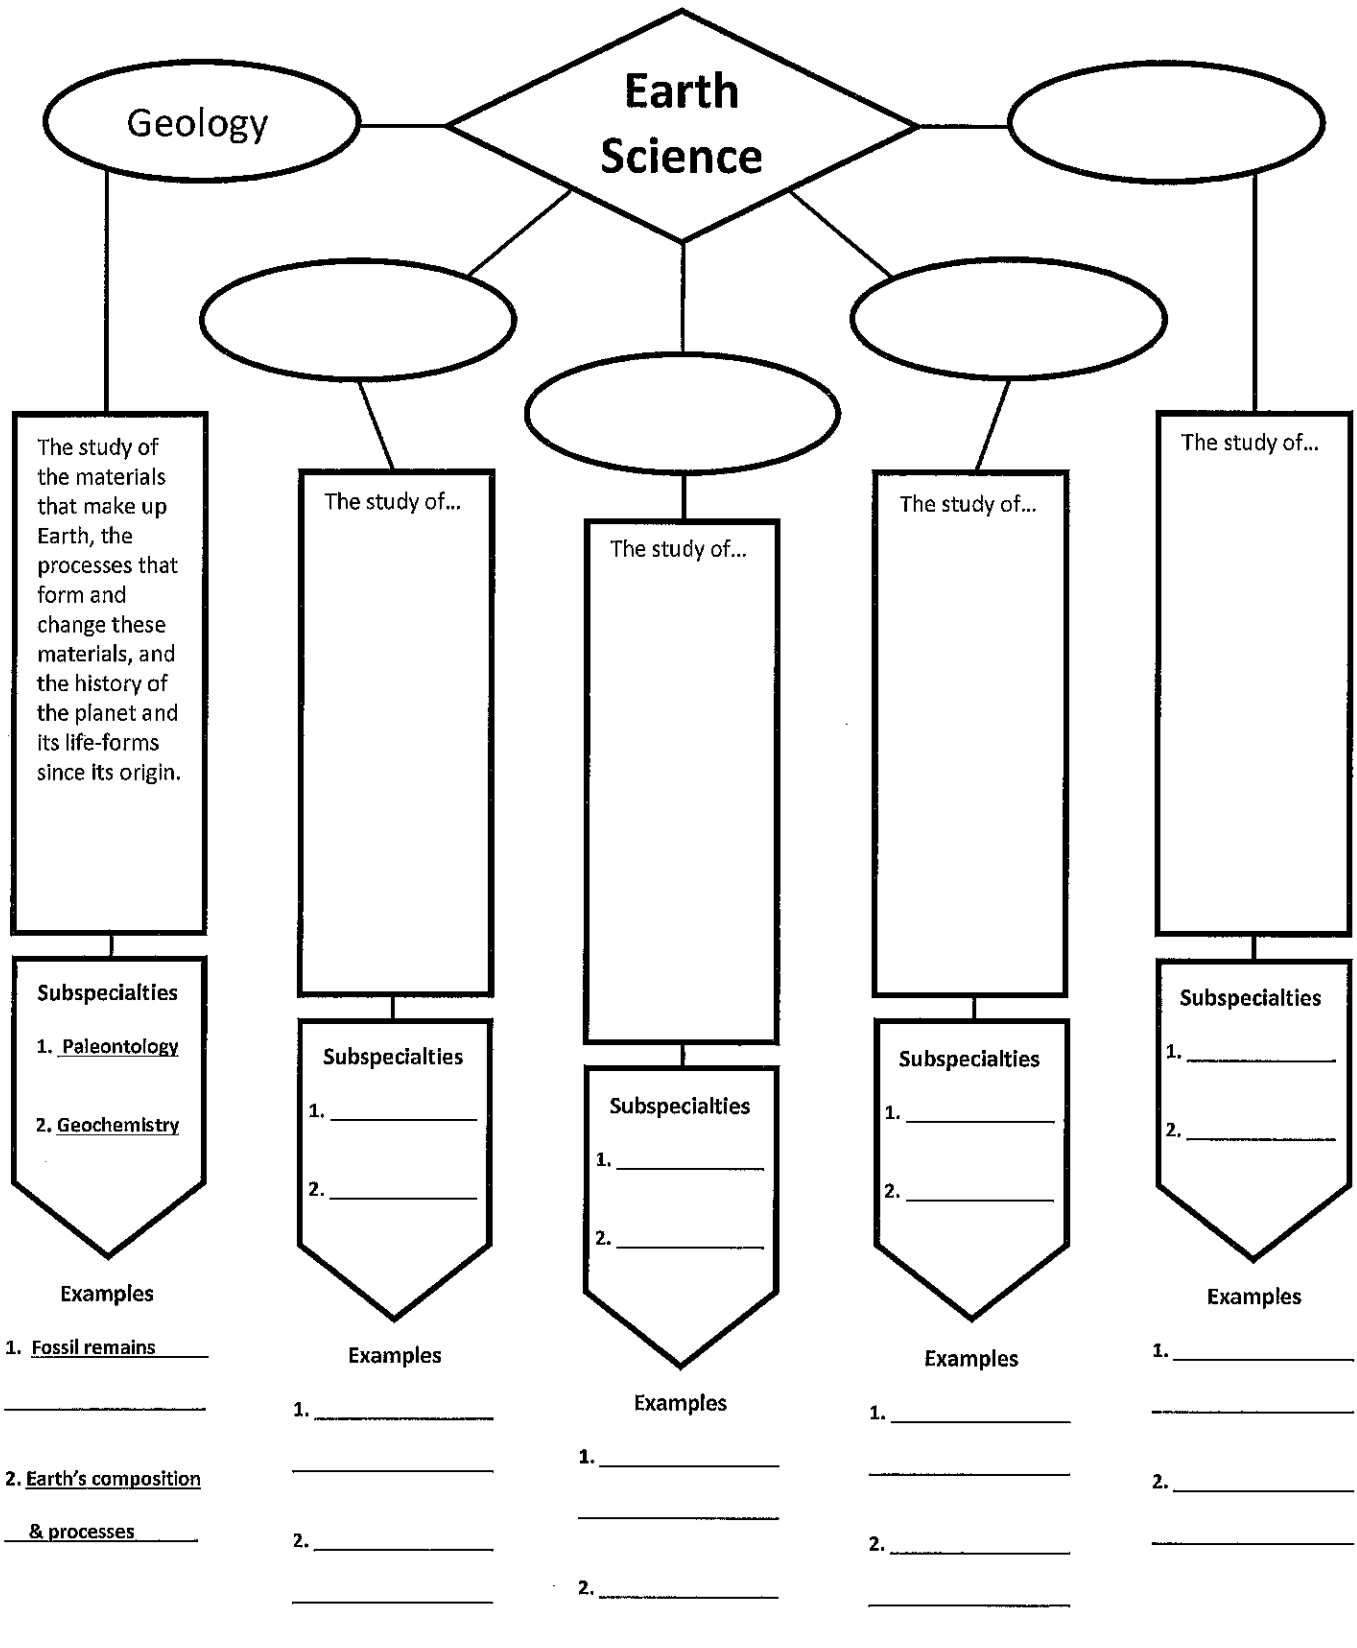 Earth
Science
Geology
The study of
the materials
that make up
Earth, the
processes that
form and
change these
materials, and
the history of
the planet and
its life-forms
since its origin.
Subspecialties
1. Paleontology
2. Geochemistry
Examples
1. Fossil remains
2. Earth's composition
& processes
The study of...
Subspecialties
1.
2.
Examples
1.
2.
The study of...
Subspecialties
1.
2.
Examples
1.
2.
The study of...
Subspecialties
1.
2.
Examples
1.
2.
The study of...
Subspecialties
1.
2.
Examples
1.
2.